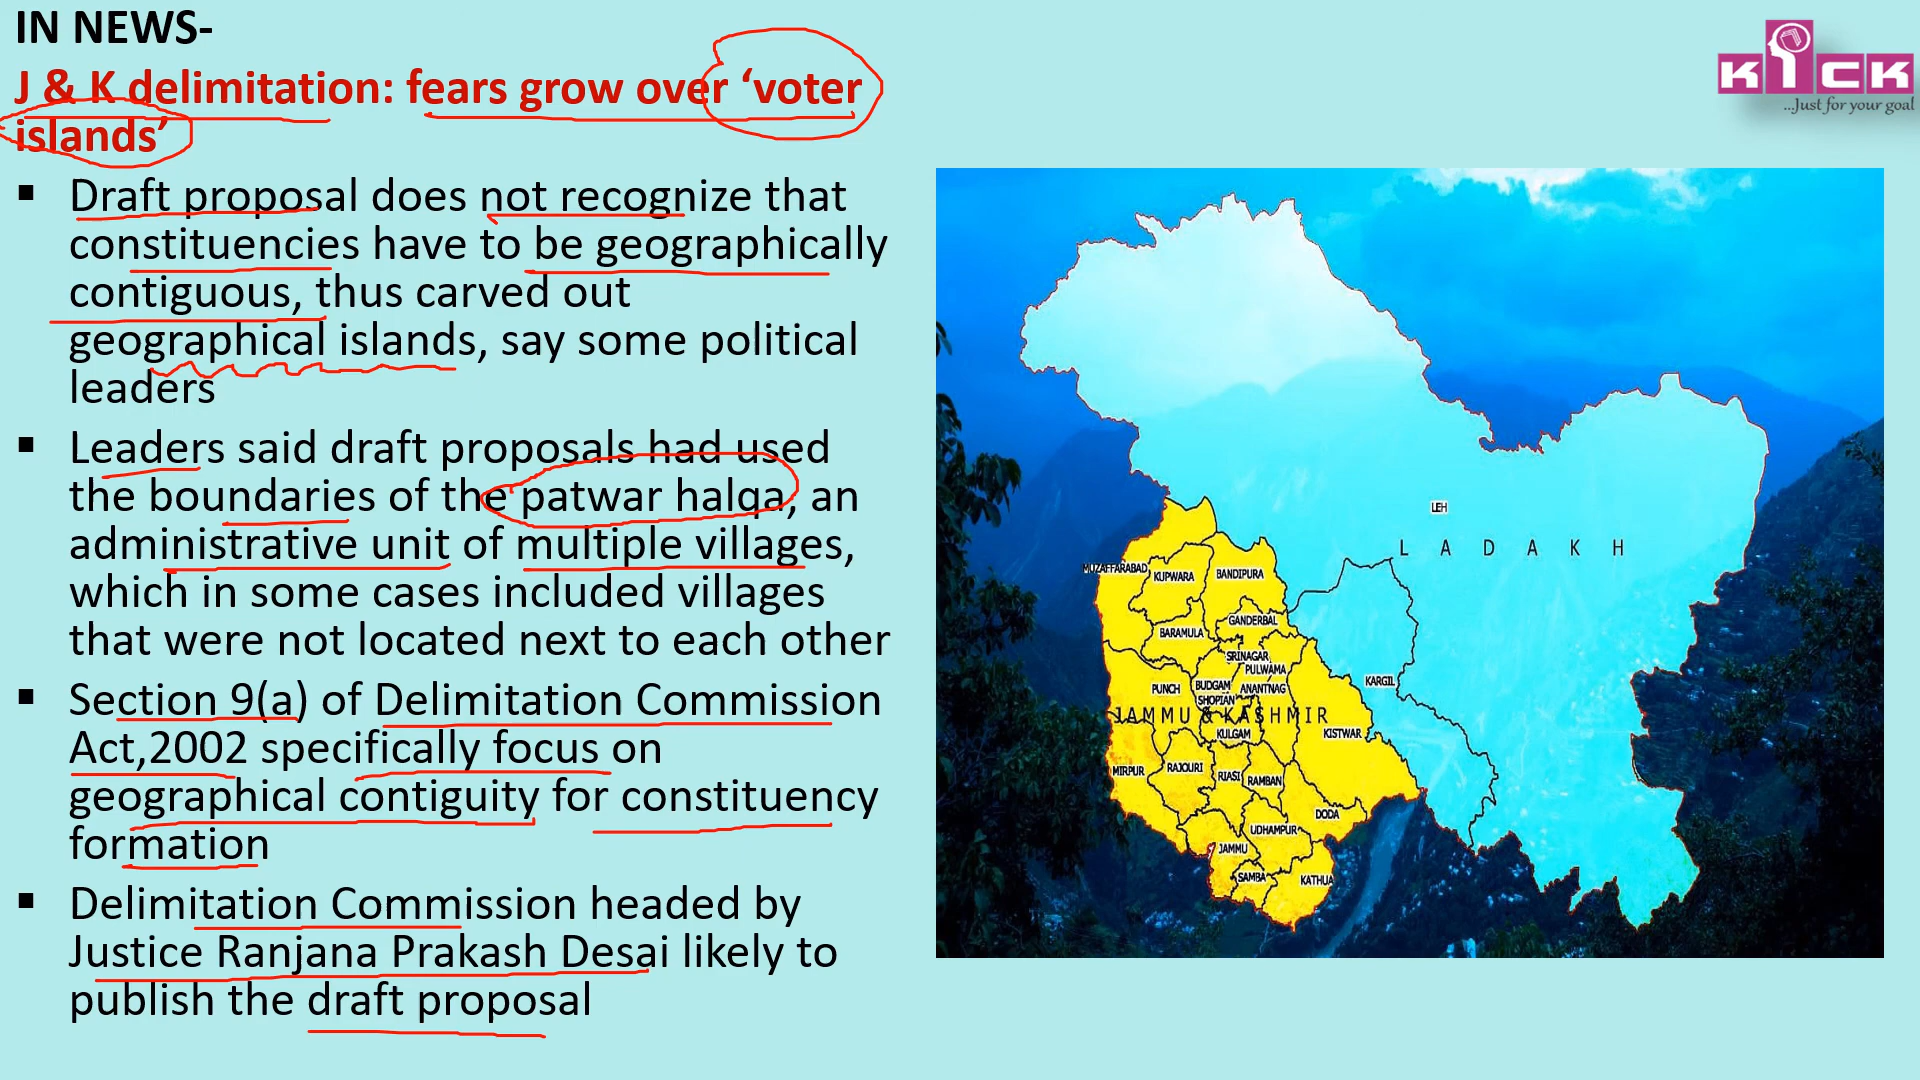 IN NEWS-
J & K delimitation: fears grow over ‘voter
islands’
▪ Draft proposal does not recognize that
constituencies have to be geographically
contiguous, thus carved out
geographical islands, say some political
leaders
▪ Leaders said draft proposals had used
the boundaries of the patwar halqa, an
administrative unit of multiple villages,
which in some cases included villages
that were not located next to each other
▪ Section 9(a) of Delimitation Commission
Act,2002 specifically focus on
geographical contiguity for constituency
formation
▪ Delimitation Commission headed by
Justice Ranjana Prakash Desai likely to
publish the draft proposal
KICK
...Just for your goal
LEH
LADAKH
MUZAFFARABAD
KUPWARA
BANDIPURA
GANDERBAL
BARAMULA
SRINAGAR
PULWAMA
PUNCH
BUDGAM
ANANTNAG
SHOPIAN
KARGIL
JAMMU & KASHMIR
KULGAM
KISTWAR
MIRPUR
RAJOURI
RIASI
RAMBAN
DODA
UDHAMPUR
JAMMU
SAMBA
KATHUA